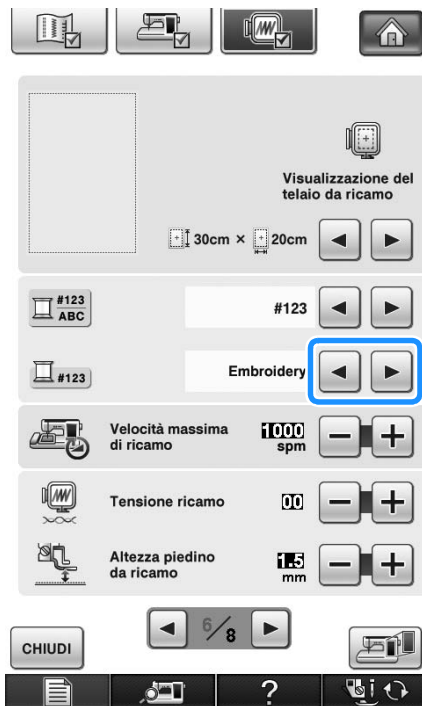 Visualizzazione del
telaio da ricamo
30cm × 20cm
#123
ABC
#123
#123
Embroidery
Velocità massima
di ricamo
1000
spm
Tensione ricamo
00
Altezza piedino
da ricamo
1.5
mm
CHIUDI
6/8
?